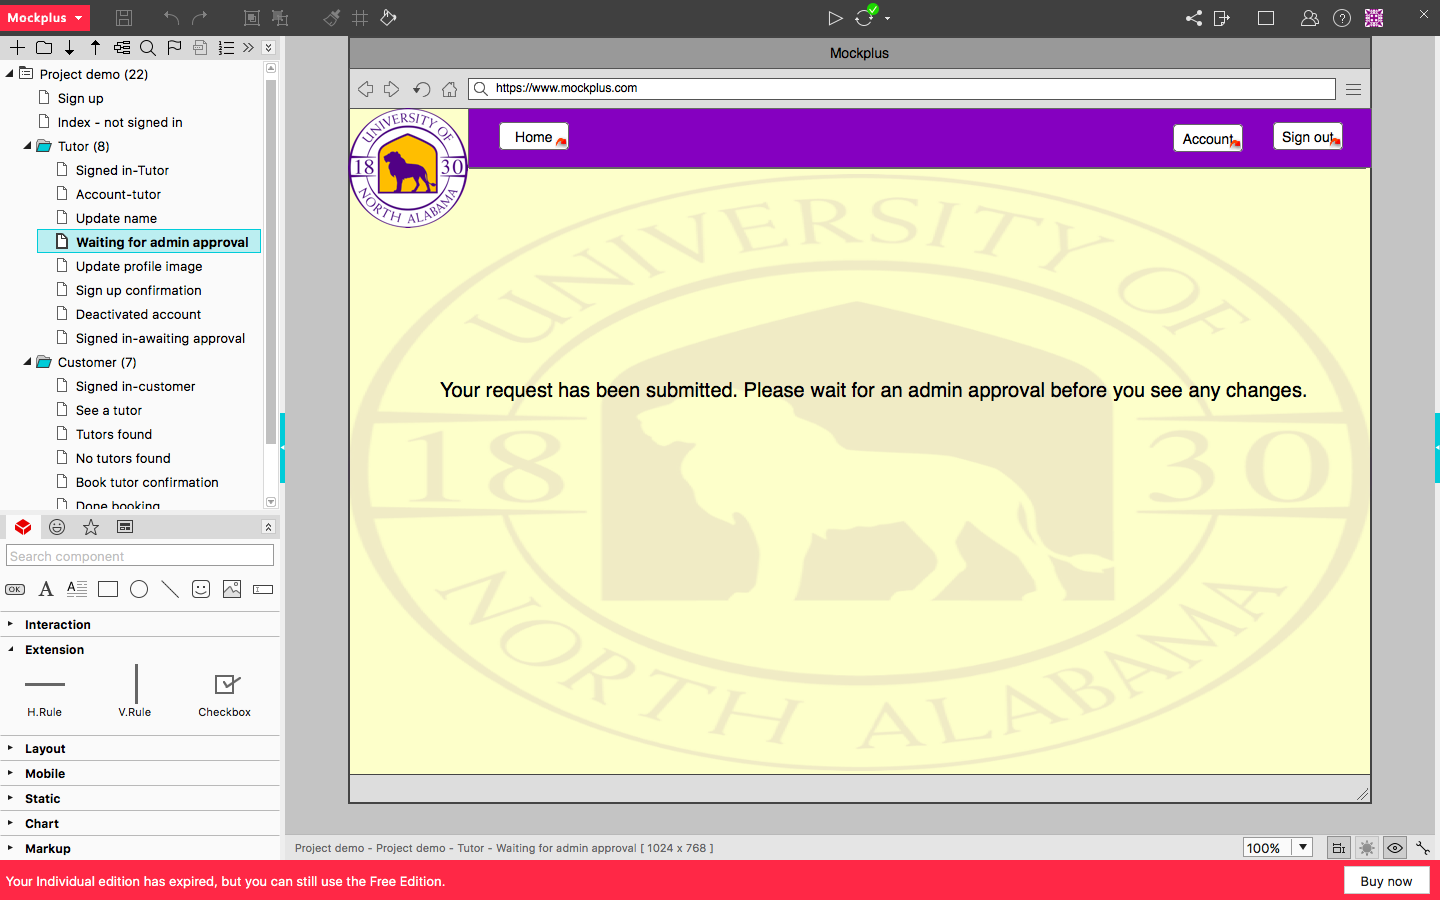 Mockplus
Mockplus
https://www.mockplus.com
Project demo (22)
Sign up
Index - not signed in
Tutor (8)
Signed in-Tutor
Account-tutor
Update name
Waiting for admin approval
Update profile image
Sign up confirmation
Deactivated account
Signed in-awaiting approval
Customer (7)
Signed in-customer
See a tutor
Tutors found
No tutors found
Book tutor confirmation
Done booking
Search component
OK
A
A
Interaction
Extension
H.Rule
V.Rule
Checkbox
Layout
Mobile
Static
Chart
Markup
UNIVERSITY OF
1830
NORTH ALABAMA
Home
Account
Sign out
UNIVERSITY OF
Your request has been submitted. Please wait for an admin approval before you see any changes.
18 30
NORTH ALABAMA
Project demo - Project demo - Tutor - Waiting for admin approval [ 1024 x 768 ]
100%
Your Individual edition has expired, but you can still use the Free Edition.
Buy now